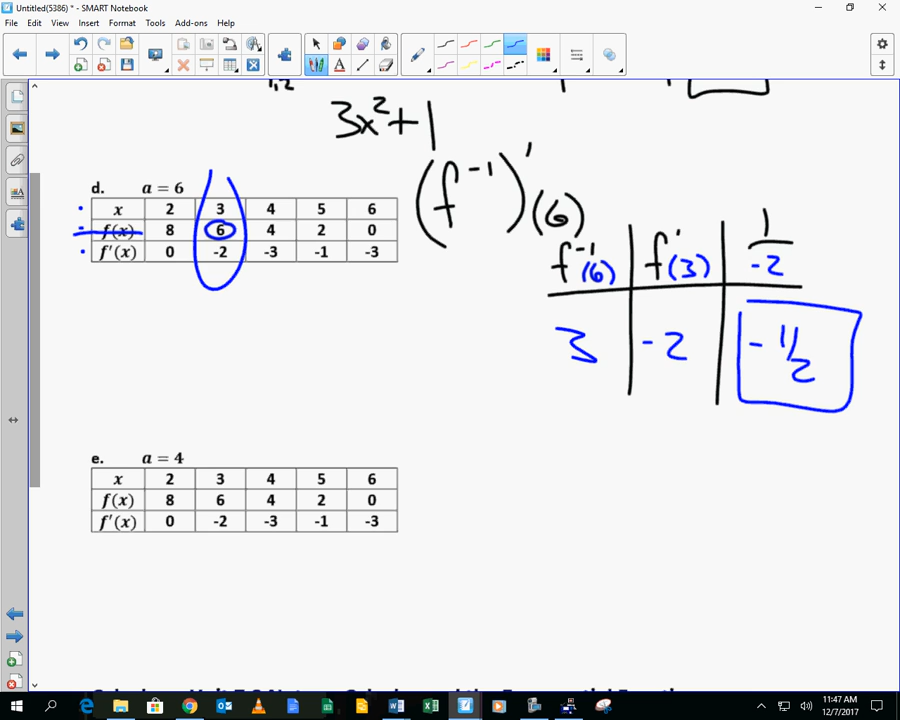 Untitled(5386) * - SMART Notebook
File Edit View Insert Format Tools Add-ons Help
1,2
3x²+1
(f⁻¹)'(6)
d. a = 6
x 2 3 4 5 6
f(x) 8 6 4 2 0
f'(x) 0 -2 -3 -1 -3
f⁻¹(6) f'(3) 1/-2
3 -2 -1/2
e. a = 4
x 2 3 4 5 6
f(x) 8 6 4 2 0
f'(x) 0 -2 -3 -1 -3
11:47 AM
12/7/2017